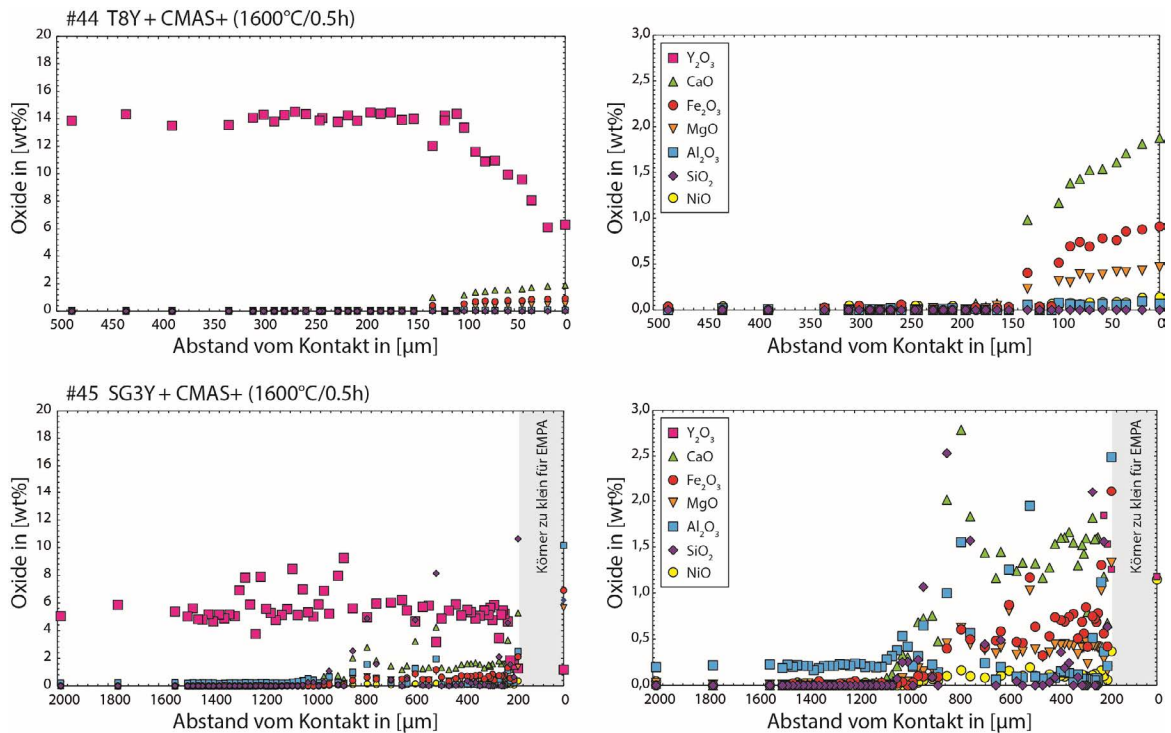 #44 T8Y + CMAS+ (1600°C/0.5h)
Oxide in [wt%]
20
18
16
14
12
10
8
6
4
2
0
500 450 400 350 300 250 200 150 100 50 0
Abstand vom Kontakt in [µm]
Oxide in [wt%]
3,0
2,5
2,0
1,5
1,0
0,5
0,0
Y₂O₃
CaO
Fe₂O₃
MgO
Al₂O₃
SiO₂
NiO
500 450 400 350 300 250 200 150 100 50 0
Abstand vom Kontakt in [µm]
#45 SG3Y + CMAS+ (1600°C/0.5h)
Oxide in [wt%]
20
18
16
14
12
10
8
6
4
2
0
Körner zu klein für EMPA
2000 1800 1600 1400 1200 1000 800 600 400 200 0
Abstand vom Kontakt in [µm]
Oxide in [wt%]
3,0
2,5
2,0
1,5
1,0
0,5
0,0
Y₂O₃
CaO
Fe₂O₃
MgO
Al₂O₃
SiO₂
NiO
Körner zu klein für EMPA
2000 1800 1600 1400 1200 1000 800 600 400 200 0
Abstand vom Kontakt in [µm]